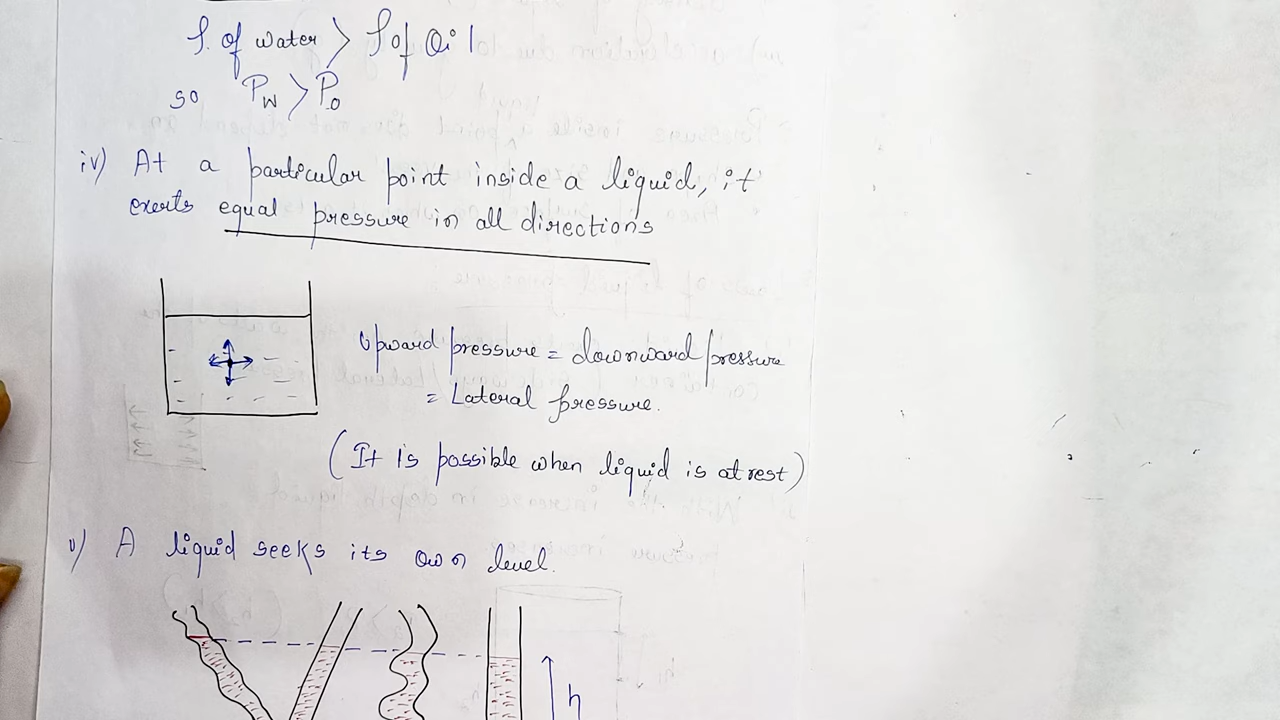 ρ of water > ρ of Oil
so P_W > P_O
iv) At a particular point inside a liquid, it
exerts equal pressure in all directions
Upward pressure = downward pressure
= Lateral pressure.
(It is possible when liquid is at rest)
v) A liquid seeks its own level.
h